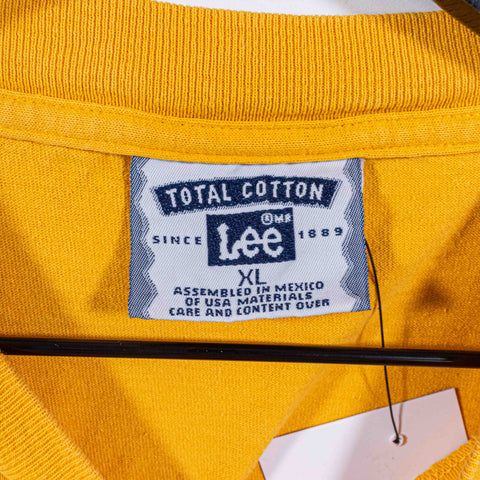 TOTAL COTTON
® MR
SINCE Lee 1889
XL
ASSEMBLED IN MEXICO
OF USA MATERIALS
CARE AND CONTENT OVER